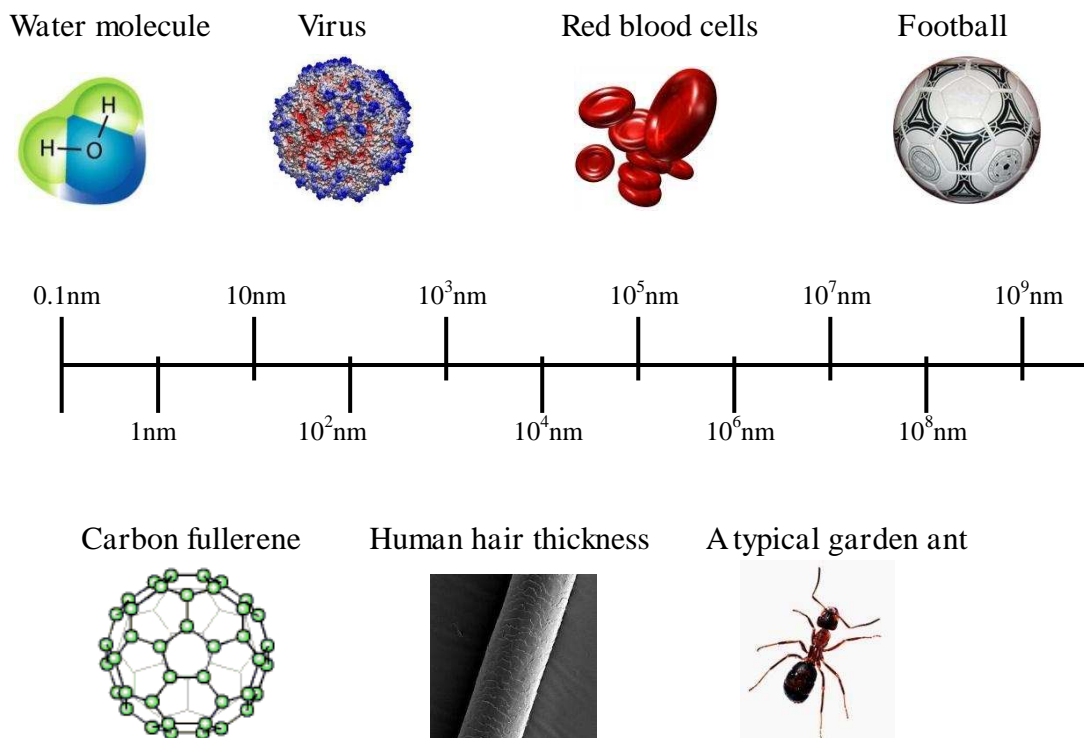 Water molecule Virus Red blood cells Football
H
H O
0.1nm 10nm 10³nm 10⁵nm 10⁷nm 10⁹nm
1nm 10²nm 10⁴nm 10⁶nm 10⁸nm
Carbon fullerene Human hair thickness A typical garden ant